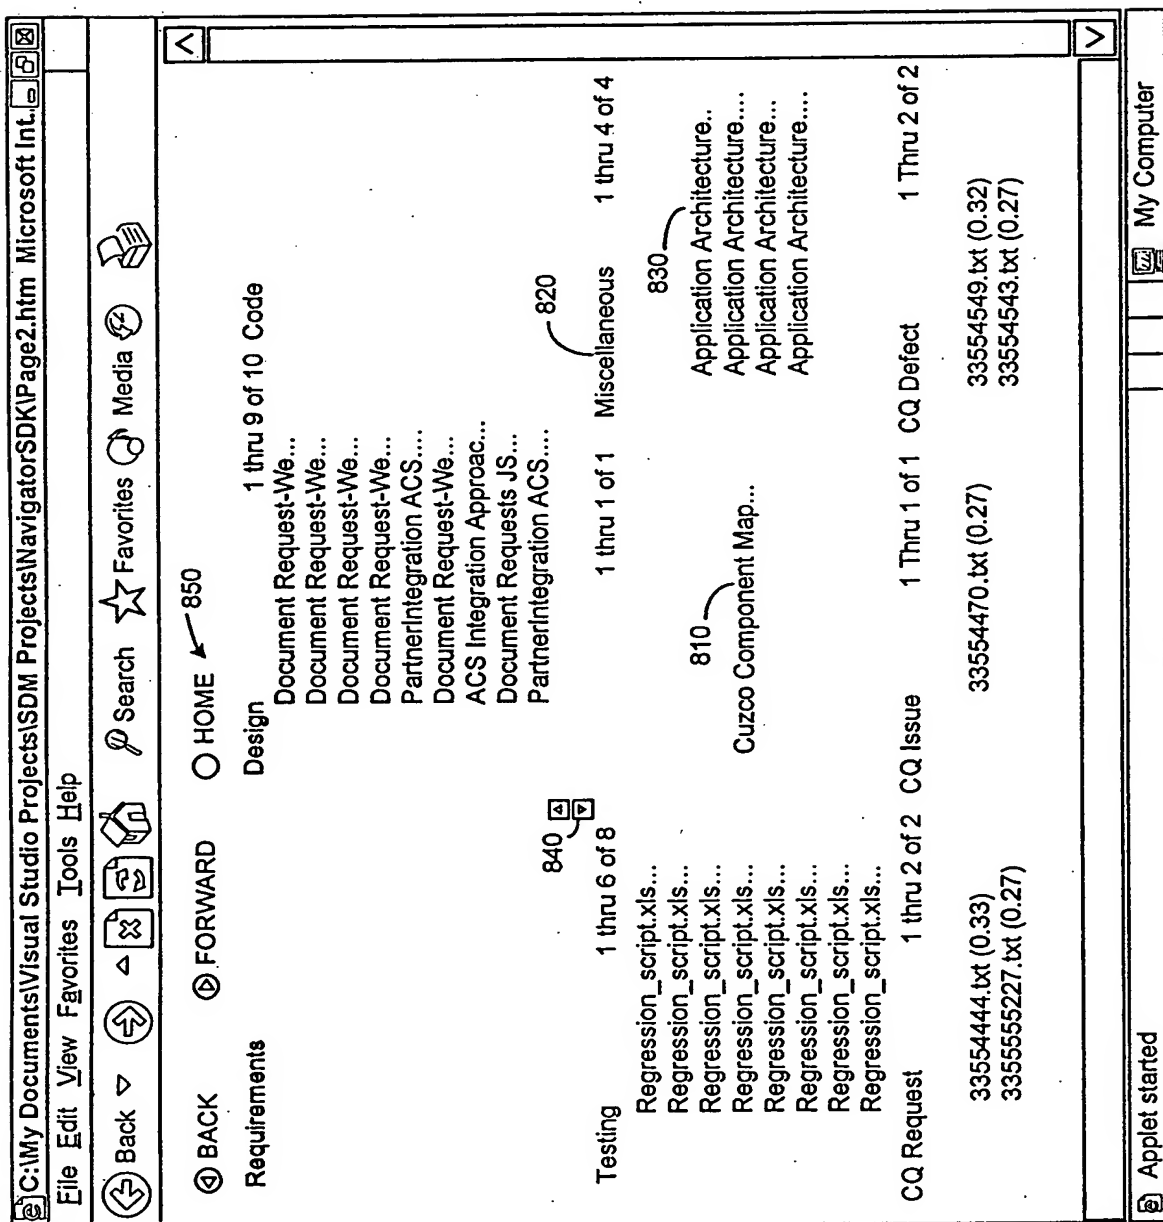 C:\My Documents\Visual Studio Projects\SDM Projects\NavigatorSDK\Page2.htm Microsoft Int..
File Edit View Favorites Tools Help
Back Search Favorites Media
BACK FORWARD HOME 850
Requirements Design 1 thru 9 of 10 Code
Document Request-We...
Document Request-We...
Document Request-We...
Document Request-We...
PartnerIntegration ACS....
Document Request-We...
ACS Integration Approac...
Document Requests JS...
PartnerIntegration ACS....
840 820
Testing 1 thru 6 of 8 1 thru 1 of 1 Miscellaneous 1 thru 4 of 4
Regression_script.xls...
Regression_script.xls...
Regression_script.xls...
Regression_script.xls...
Regression_script.xls...
Regression_script.xls...
Regression_script.xls...
Regression_script.xls...
810
Cuzco Component Map...
830
Application Architecture..
Application Architecture....
Application Architecture...
Application Architecture....
CQ Request 1 thru 2 of 2 CQ Issue 1 Thru 1 of 1 CQ Defect 1 Thru 2 of 2
33554444.txt (0.33)
335555227.txt (0.27)
33554470.txt (0.27)
33554549.txt (0.32)
33554543.txt (0.27)
Applet started My Computer